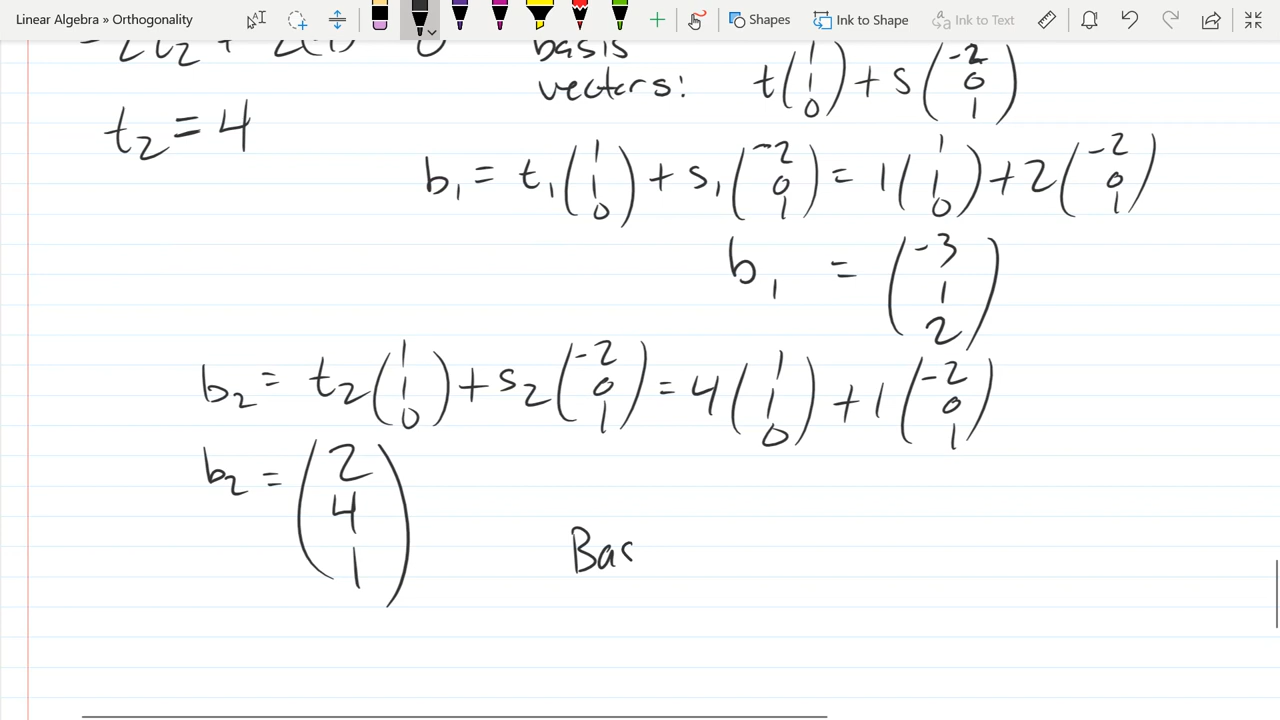 Linear Algebra » Orthogonality
Shapes
Ink to Shape
Ink to Text
basis
vectors: t(1 1 0) + s(-2 0 1)
t₂ = 4
b₁ = t₁(1 1 0) + s₁(-2 0 1) = 1(1 1 0) + 2(-2 0 1)
b₁ = (-3 1 2)
b₂ = t₂(1 1 0) + s₂(-2 0 1) = 4(1 1 0) + 1(-2 0 1)
b₂ = (2 4 1)
Bas